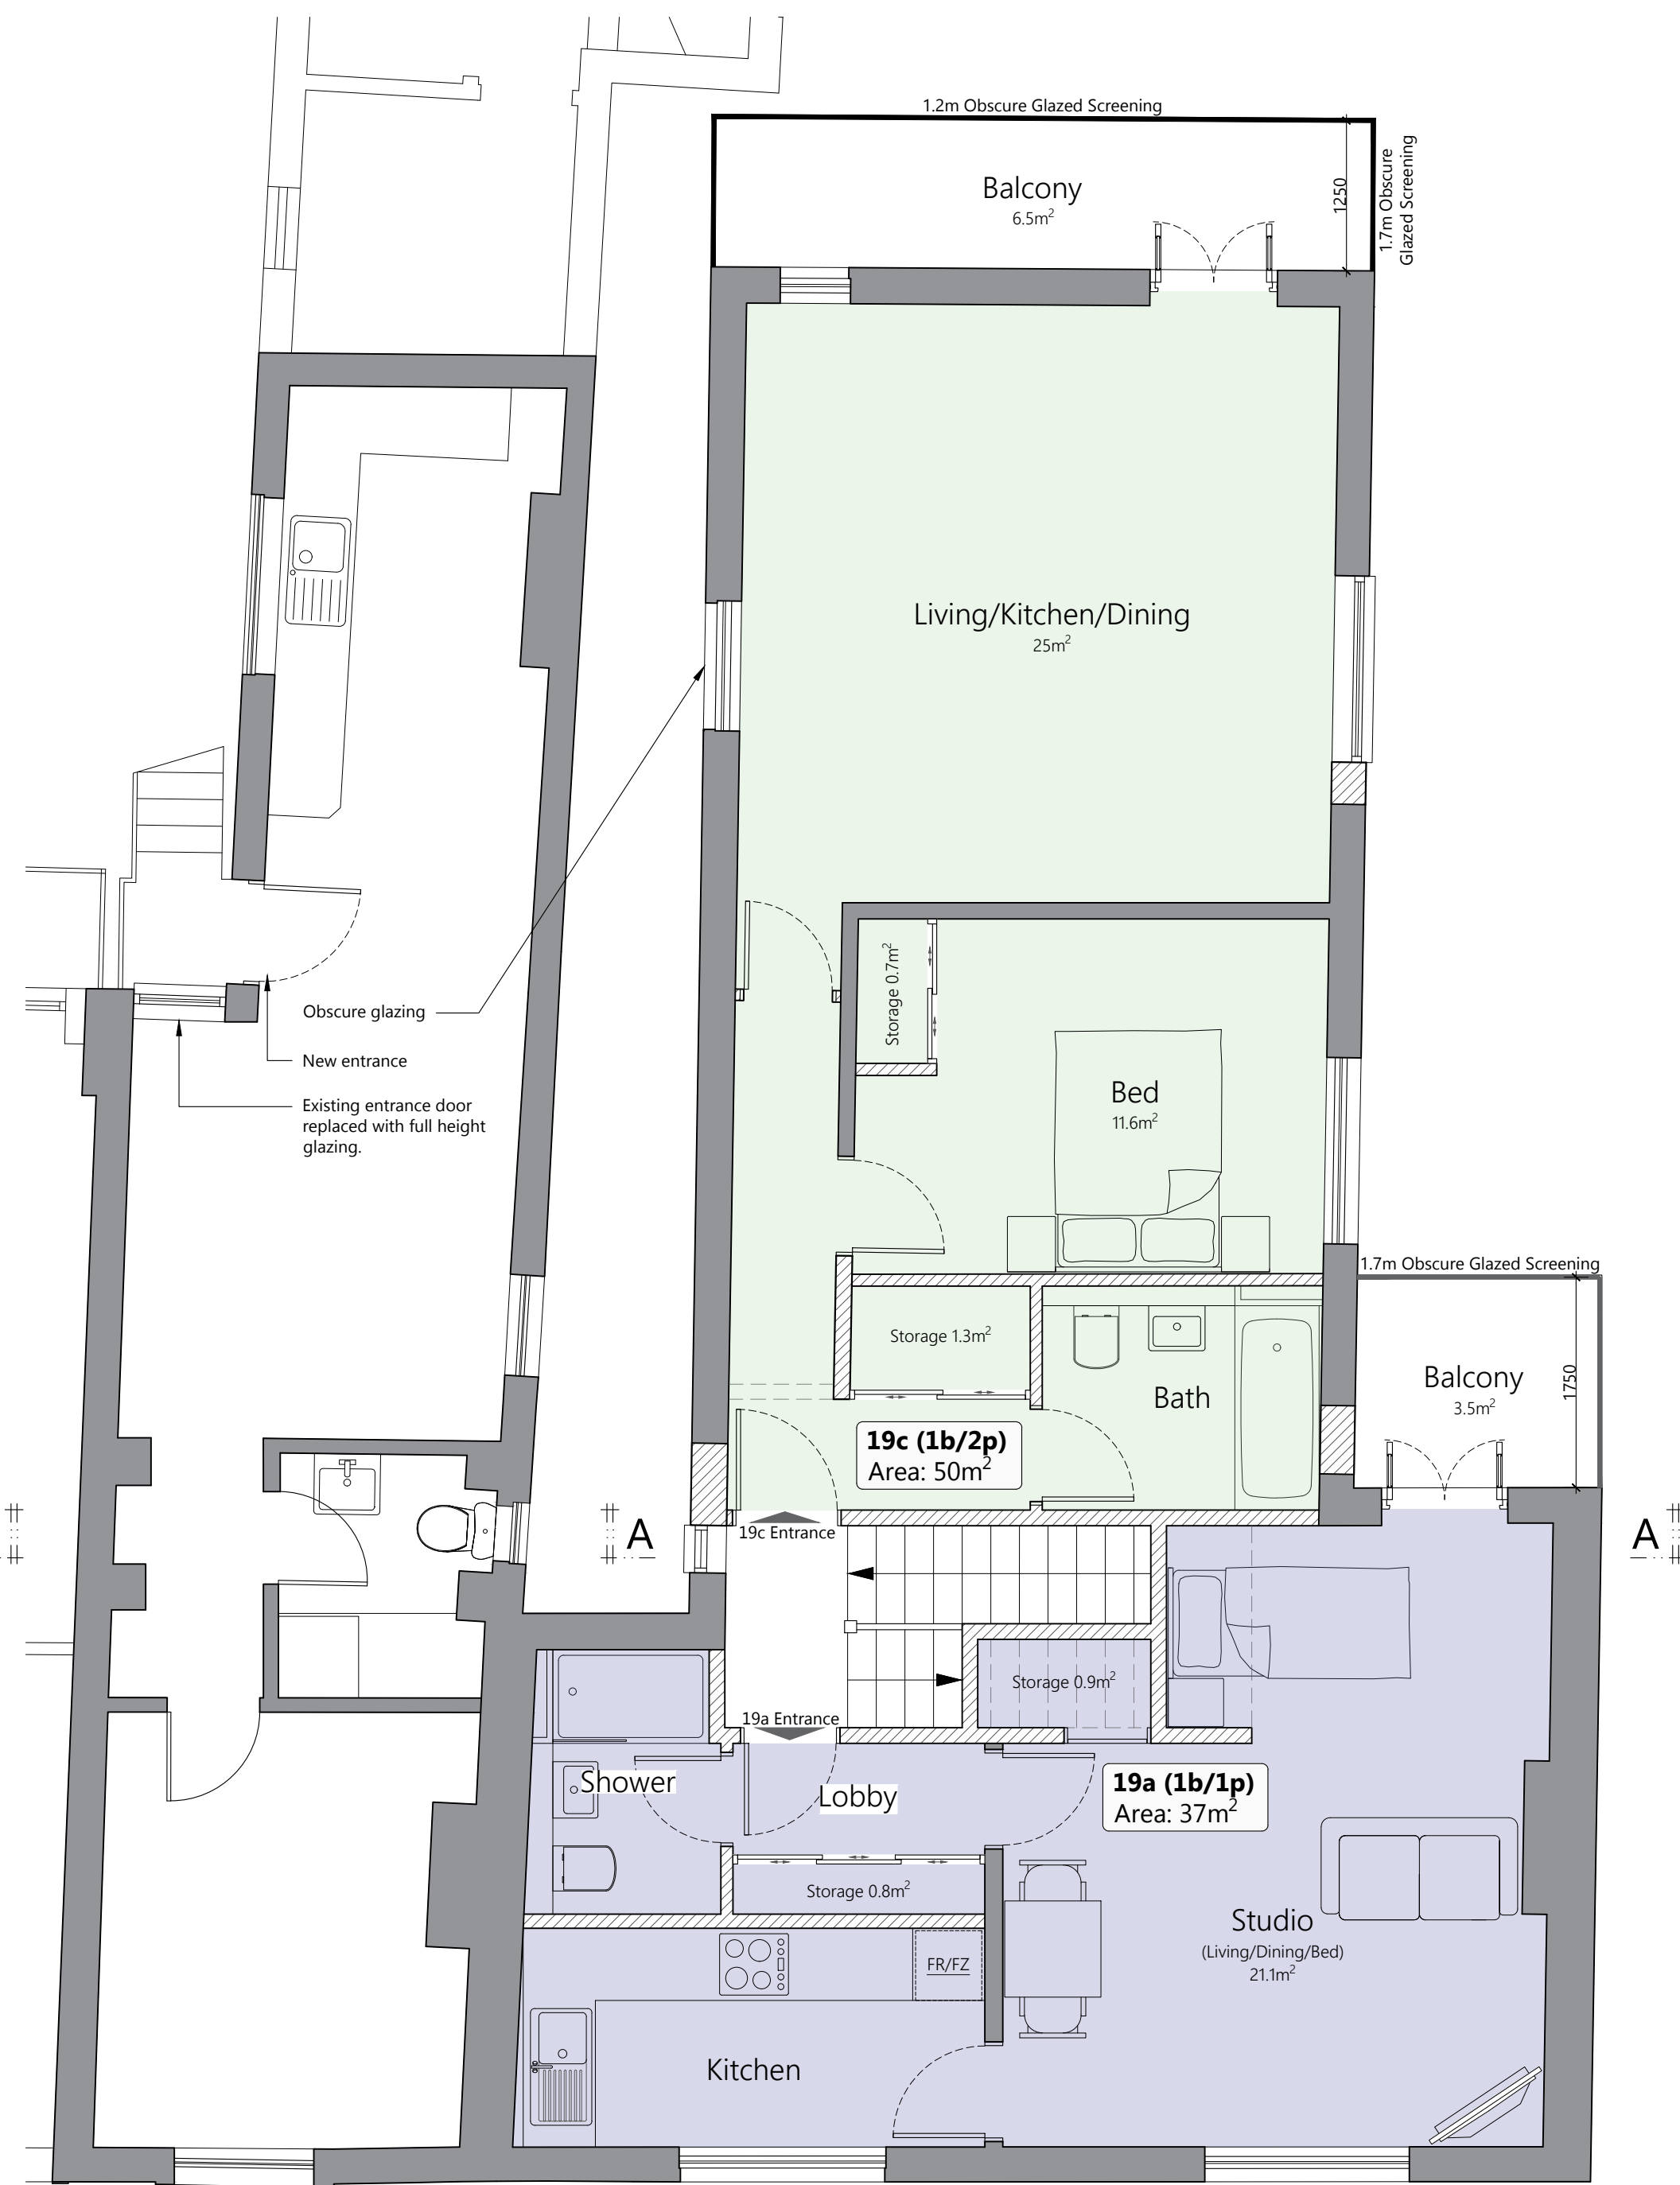 1.2m Obscure Glazed Screening
Balcony
6.5m²
1250
1.7m Obscure
Glazed Screening
Living/Kitchen/Dining
25m²
Storage 0.7m²
Obscure glazing
New entrance
Existing entrance door
replaced with full height
glazing.
Bed
11.6m²
1.7m Obscure Glazed Screening
Storage 1.3m²
Bath
Balcony
3.5m²
1750
19c (1b/2p)
Area: 50m²
A
19c Entrance
A
Storage 0.9m²
19a Entrance
Shower
Lobby
19a (1b/1p)
Area: 37m²
Storage 0.8m²
Studio
(Living/Dining/Bed)
21.1m²
FR/FZ
Kitchen